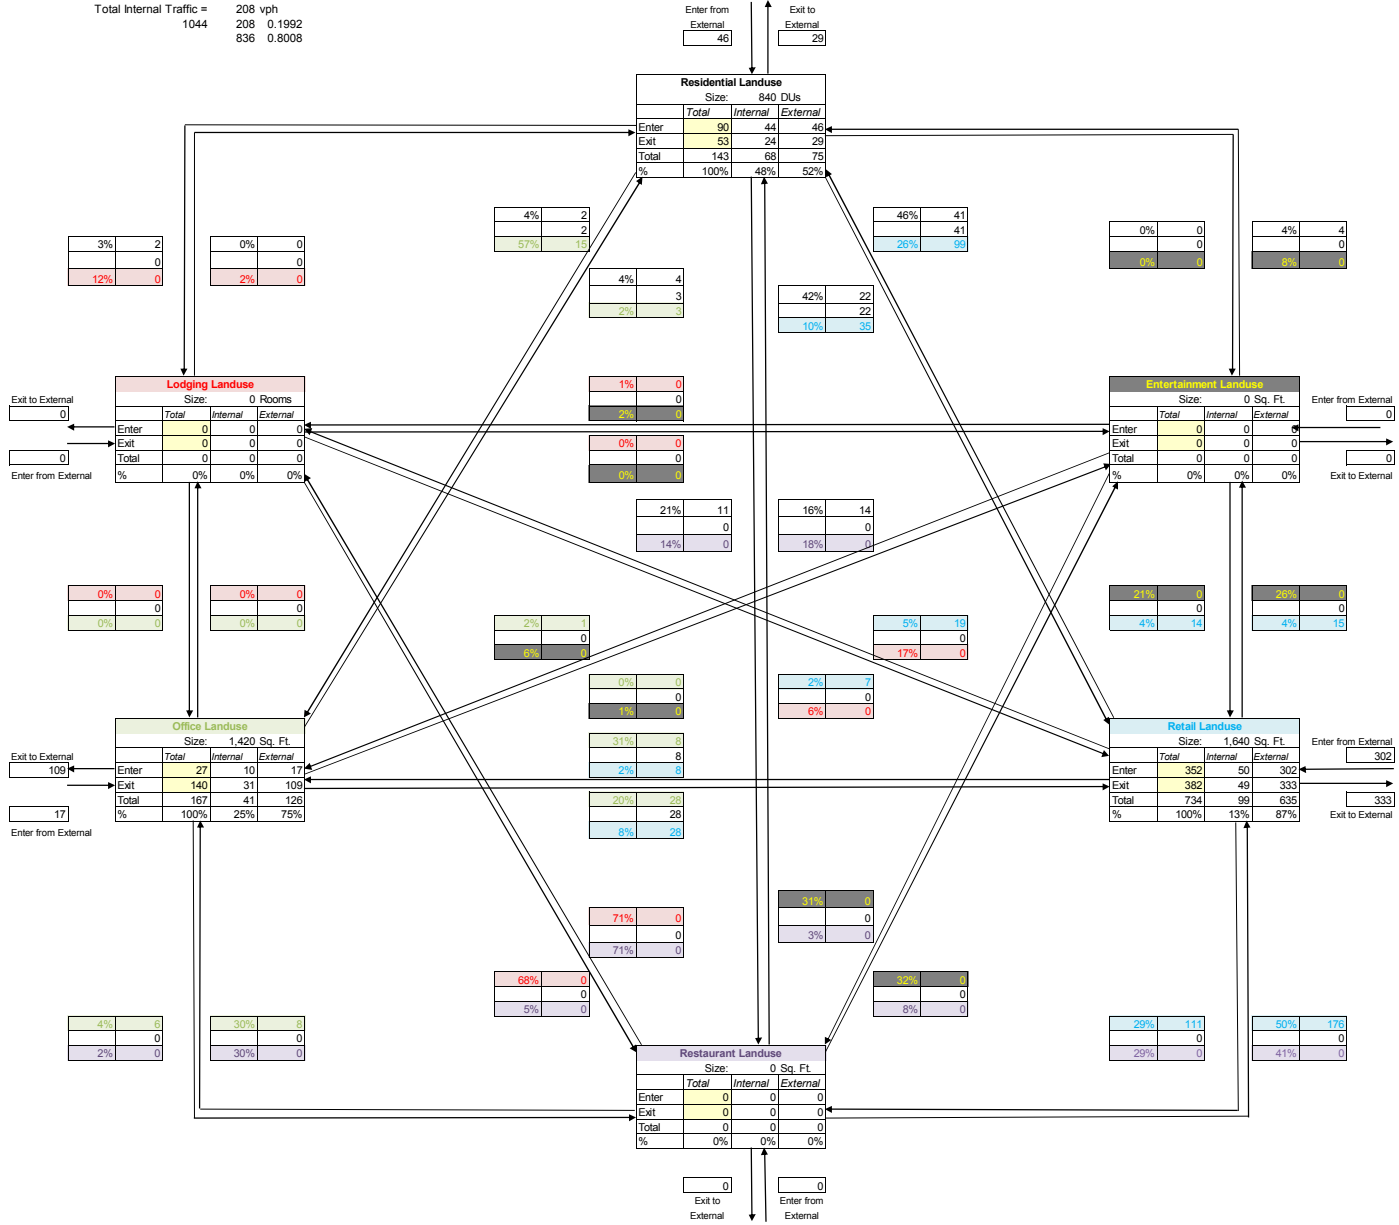 Total Internal Traffic = 208 vph
1044 208 0.1992
836 0.8008
Enter from External
46
Exit to External
29
Residential Landuse
Size: 840 DUs
Total Internal External
Enter 90 44 46
Exit 53 24 29
Total 143 68 75
% 100% 48% 52%
3% 2
0
12% 0
0% 0
0
2% 0
4% 2
2
57% 15
4% 4
3
2% 3
46% 41
41
26% 99
42% 22
22
10% 35
0% 0
0
0% 0
4% 4
0
8% 0
Lodging Landuse
Size: 0 Rooms
Total Internal External
Enter 0 0 0
Exit 0 0 0
Total 0 0 0
% 0% 0% 0%
Exit to External
0
0
Enter from External
1% 0
0
2% 0
0% 0
0
0% 0
Entertainment Landuse
Size: 0 Sq. Ft.
Total Internal External
Enter 0 0 0
Exit 0 0 0
Total 0 0 0
% 0% 0% 0%
Enter from External
0
0
Exit to External
21% 11
0
14% 0
16% 14
0
18% 0
0% 0
0
0% 0
0% 0
0
0% 0
2% 1
0
6% 0
5% 19
0
17% 0
21% 0
0
4% 14
26% 0
0
4% 15
0% 0
0
1% 0
2% 7
0
6% 0
Office Landuse
Size: 1,420 Sq. Ft.
Total Internal External
Enter 27 10 17
Exit 140 31 109
Total 167 41 126
% 100% 25% 75%
Exit to External
109
17
Enter from External
31% 8
8
2% 8
20% 28
28
8% 28
Retail Landuse
Size: 1,640 Sq. Ft.
Total Internal External
Enter 352 50 302
Exit 382 49 333
Total 734 99 635
% 100% 13% 87%
Enter from External
302
333
Exit to External
71% 0
0
71% 0
31% 0
0
3% 0
68% 0
0
5% 0
32% 0
0
8% 0
4% 6
0
2% 0
30% 8
0
30% 0
29% 111
0
29% 0
50% 176
0
41% 0
Restaurant Landuse
Size: 0 Sq. Ft.
Total Internal External
Enter 0 0 0
Exit 0 0 0
Total 0 0 0
% 0% 0% 0%
0
Exit to
External
0
Enter from
External